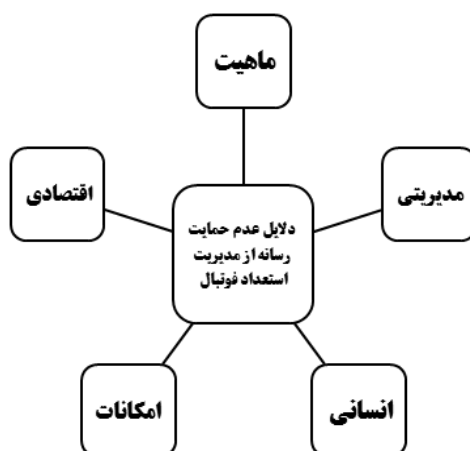 ماهیت
مدیریتی
اقتصادی
دلایل عدم حمایت
رسانه از مدیریت
استعداد فوتبال
انسانی
امکانات